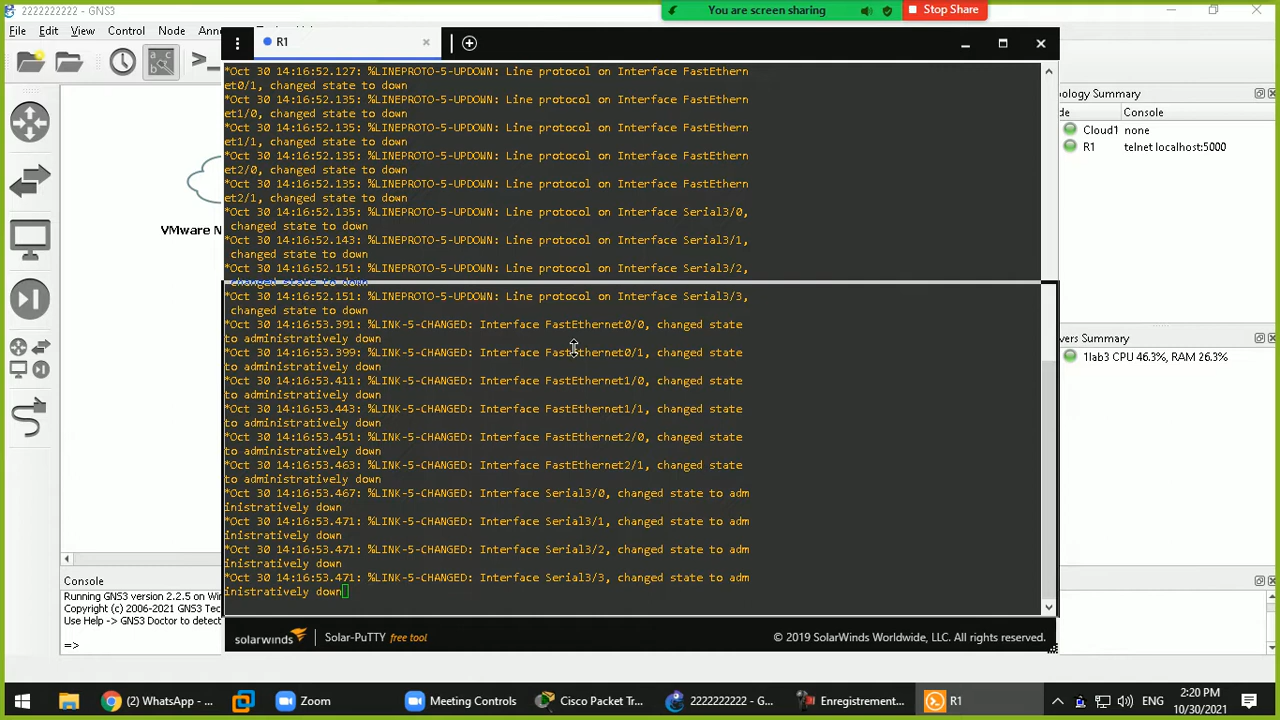 2222222222 - GNS3
You are screen sharing
Stop Share
File Edit View Control Node
R1
*Oct 30 14:16:52.127: %LINEPROTO-5-UPDOWN: Line protocol on Interface FastEthern
et0/1, changed state to down
*Oct 30 14:16:52.135: %LINEPROTO-5-UPDOWN: Line protocol on Interface FastEthern
et1/0, changed state to down
*Oct 30 14:16:52.135: %LINEPROTO-5-UPDOWN: Line protocol on Interface FastEthern
et1/1, changed state to down
*Oct 30 14:16:52.135: %LINEPROTO-5-UPDOWN: Line protocol on Interface FastEthern
et2/0, changed state to down
*Oct 30 14:16:52.135: %LINEPROTO-5-UPDOWN: Line protocol on Interface FastEthern
et2/1, changed state to down
*Oct 30 14:16:52.135: %LINEPROTO-5-UPDOWN: Line protocol on Interface Serial3/0,
changed state to down
*Oct 30 14:16:52.143: %LINEPROTO-5-UPDOWN: Line protocol on Interface Serial3/1,
changed state to down
*Oct 30 14:16:52.151: %LINEPROTO-5-UPDOWN: Line protocol on Interface Serial3/2,
changed state to down
*Oct 30 14:16:52.151: %LINEPROTO-5-UPDOWN: Line protocol on Interface Serial3/3,
changed state to down
*Oct 30 14:16:53.391: %LINK-5-CHANGED: Interface FastEthernet0/0, changed state
to administratively down
*Oct 30 14:16:53.399: %LINK-5-CHANGED: Interface FastEthernet0/1, changed state
to administratively down
*Oct 30 14:16:53.411: %LINK-5-CHANGED: Interface FastEthernet1/0, changed state
to administratively down
*Oct 30 14:16:53.443: %LINK-5-CHANGED: Interface FastEthernet1/1, changed state
to administratively down
*Oct 30 14:16:53.451: %LINK-5-CHANGED: Interface FastEthernet2/0, changed state
to administratively down
*Oct 30 14:16:53.463: %LINK-5-CHANGED: Interface FastEthernet2/1, changed state
to administratively down
*Oct 30 14:16:53.467: %LINK-5-CHANGED: Interface Serial3/0, changed state to adm
inistratively down
*Oct 30 14:16:53.471: %LINK-5-CHANGED: Interface Serial3/1, changed state to adm
inistratively down
*Oct 30 14:16:53.471: %LINK-5-CHANGED: Interface Serial3/2, changed state to adm
inistratively down
*Oct 30 14:16:53.471: %LINK-5-CHANGED: Interface Serial3/3, changed state to adm
inistratively down
solarwinds Solar-PuTTY free tool © 2019 SolarWinds Worldwide, LLC. All rights reserved.
VMware N
pology Summary
de Console
Cloud1 none
R1 telnet localhost:5000
vers Summary
1lab3 CPU 46.3%, RAM 26.3%
Console
Running GNS3 version 2.2.5 on Win
Copyright (c) 2006-2021 GNS3 Tec
Use Help -> GNS3 Doctor to detect
=>
(2) WhatsApp -...
Zoom
Meeting Controls
Cisco Packet Tr...
2222222222 - G...
Enregistrement...
R1
ENG
2:20 PM
10/30/2021